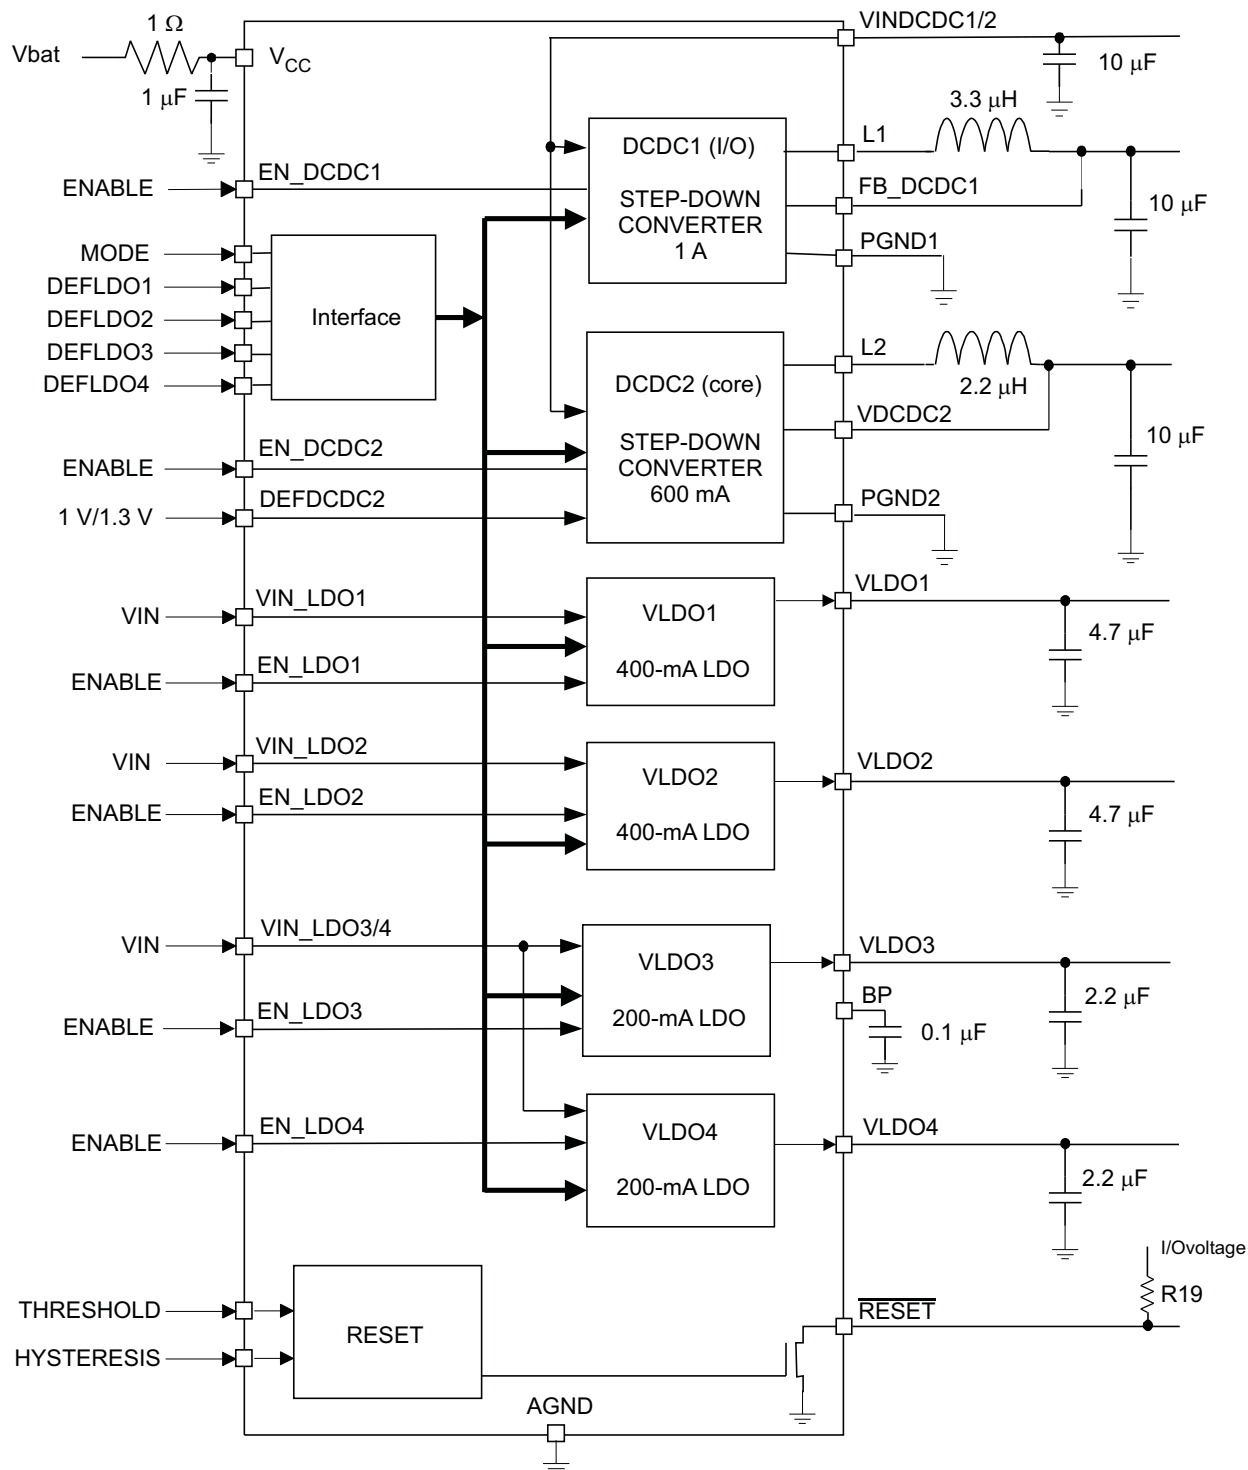 1 Ω
VINDCDC1/2
Vbat
VCC
1 μF
10 μF
3.3 μH
DCDC1 (I/O)
STEP-DOWN
CONVERTER
1 A
L1
ENABLE
EN_DCDC1
FB_DCDC1
10 μF
PGND1
MODE
DEFLDO1
DEFLDO2
DEFLDO3
DEFLDO4
Interface
L2
2.2 μH
DCDC2 (core)
STEP-DOWN
CONVERTER
600 mA
VDCDC2
10 μF
ENABLE
EN_DCDC2
1 V/1.3 V
DEFDCDC2
PGND2
VIN
VIN_LDO1
VLDO1
400-mA LDO
VLDO1
4.7 μF
ENABLE
EN_LDO1
VIN
VIN_LDO2
VLDO2
400-mA LDO
VLDO2
4.7 μF
ENABLE
EN_LDO2
VIN
VIN_LDO3/4
VLDO3
200-mA LDO
VLDO3
2.2 μF
BP
0.1 μF
ENABLE
EN_LDO3
ENABLE
EN_LDO4
VLDO4
200-mA LDO
VLDO4
2.2 μF
I/Ovoltage
R19
THRESHOLD
HYSTERESIS
RESET
RESET
AGND